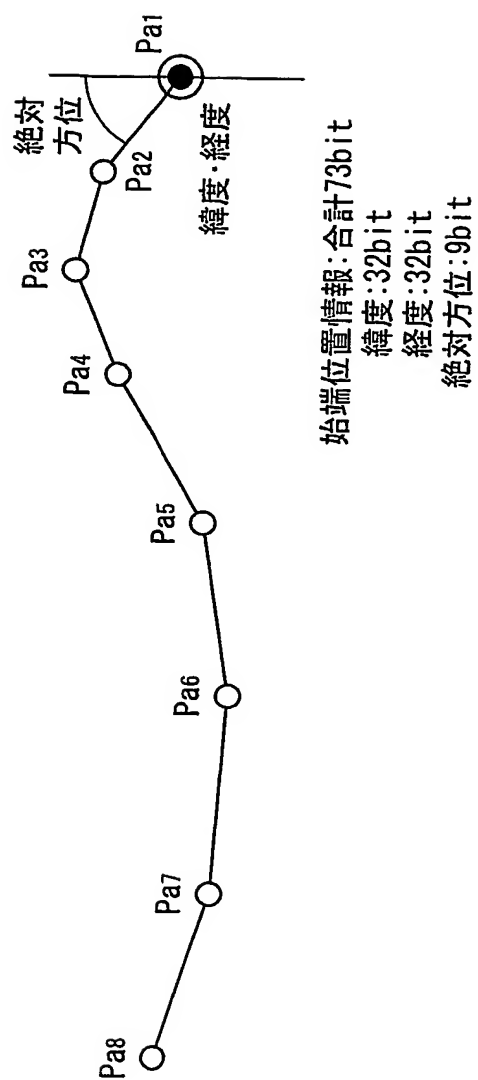 Pa8
Pa7
Pa6
Pa5
Pa4
Pa3
Pa2
Pa1
絶対
方位
緯度・経度
始端位置情報:合計73bit
緯度:32bit
経度:32bit
絶対方位:9bit